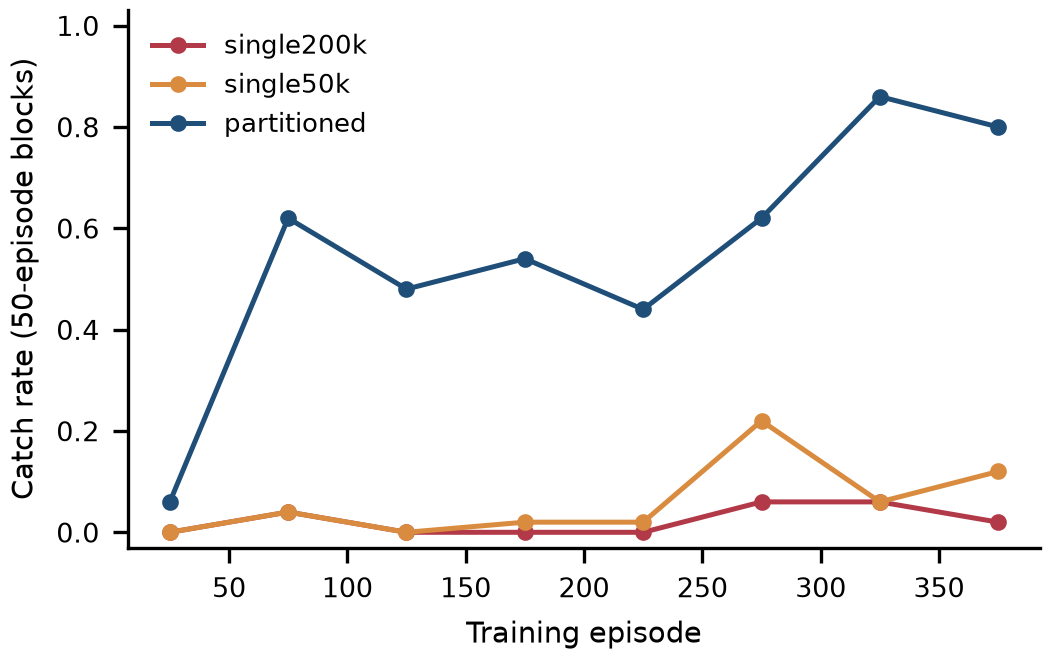 Catch rate (50-episode blocks)
1.0
0.8
0.6
0.4
0.2
0.0
single200k
single50k
partitioned
50 100 150 200 250 300 350
Training episode